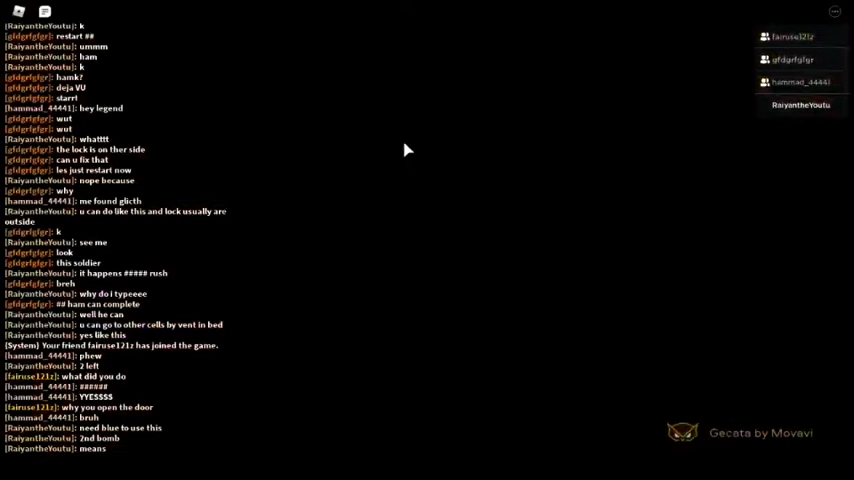 [RaiyantheYoutu]: k
[gfdgrfgfgr]: restart ##
[RaiyantheYoutu]: ummm
[RaiyantheYoutu]: ham
[RaiyantheYoutu]: k
[gfdgrfgfgr]: hamk?
[gfdgrfgfgr]: deja VU
[gfdgrfgfgr]: starrt
[hammad_44441]: hey legend
[gfdgrfgfgr]: wut
[gfdgrfgfgr]: wut
[RaiyantheYoutu]: whatttt
[gfdgrfgfgr]: the lock is on ther side
[gfdgrfgfgr]: can u fix that
[gfdgrfgfgr]: les just restart now
[RaiyantheYoutu]: nope because
[gfdgrfgfgr]: why
[hammad_44441]: me found glicth
[RaiyantheYoutu]: u can do like this and lock usually are
outside
[gfdgrfgfgr]: k
[RaiyantheYoutu]: see me
[gfdgrfgfgr]: look
[gfdgrfgfgr]: this soldier
[RaiyantheYoutu]: it happens ##### rush
[gfdgrfgfgr]: breh
[RaiyantheYoutu]: why do i typeeee
[gfdgrfgfgr]: ## ham can complete
[RaiyantheYoutu]: well he can
[RaiyantheYoutu]: u can go to other cells by vent in bed
[RaiyantheYoutu]: yes like this
{System} Your friend fairuse121z has joined the game.
[hammad_44441]: phew
[RaiyantheYoutu]: 2 left
[fairuse121z]: what did you do
[hammad_44441]: ######
[hammad_44441]: YYESSSS
[fairuse121z]: why you open the door
[hammad_44441]: bruh
[RaiyantheYoutu]: need blue to use this
[RaiyantheYoutu]: 2nd bomb
[RaiyantheYoutu]: means
fairuse121z
gfdgrfgfgr
hammad_44441
RaiyantheYoutu
Gecata by Movavi